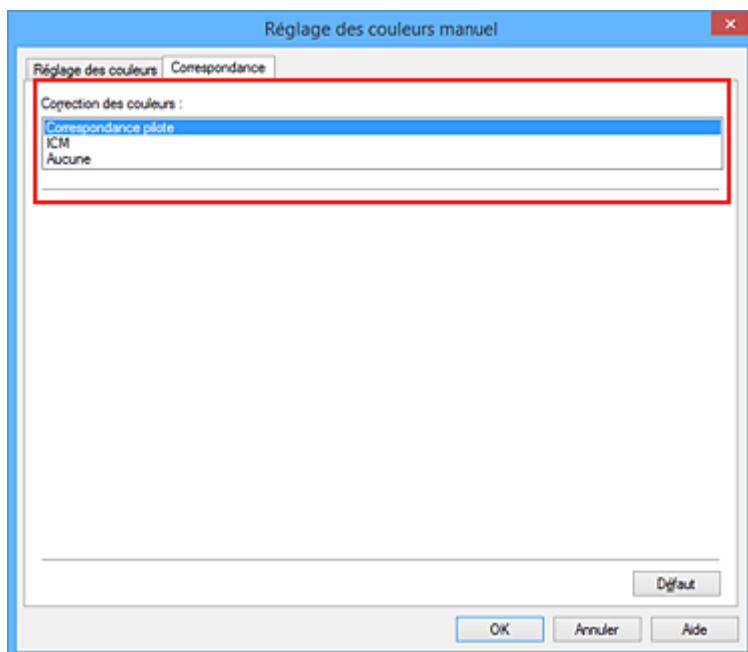 Réglage des couleurs manuel
Réglage des couleurs Correspondance
Correction des couleurs :
Correspondance pilote
ICM
Aucune
Défaut
OK Annuler Aide